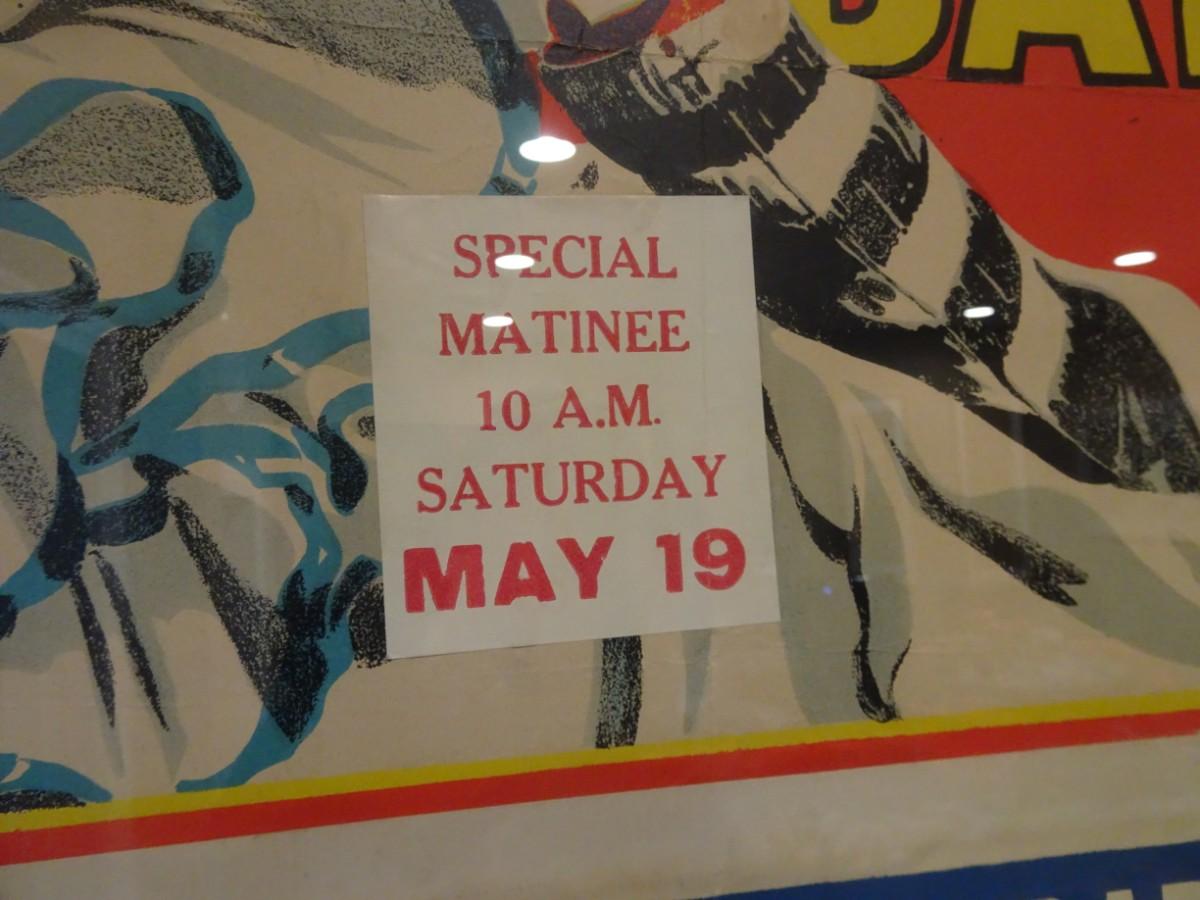 SPECIAL
MATINEE
10 A.M.
SATURDAY
MAY 19